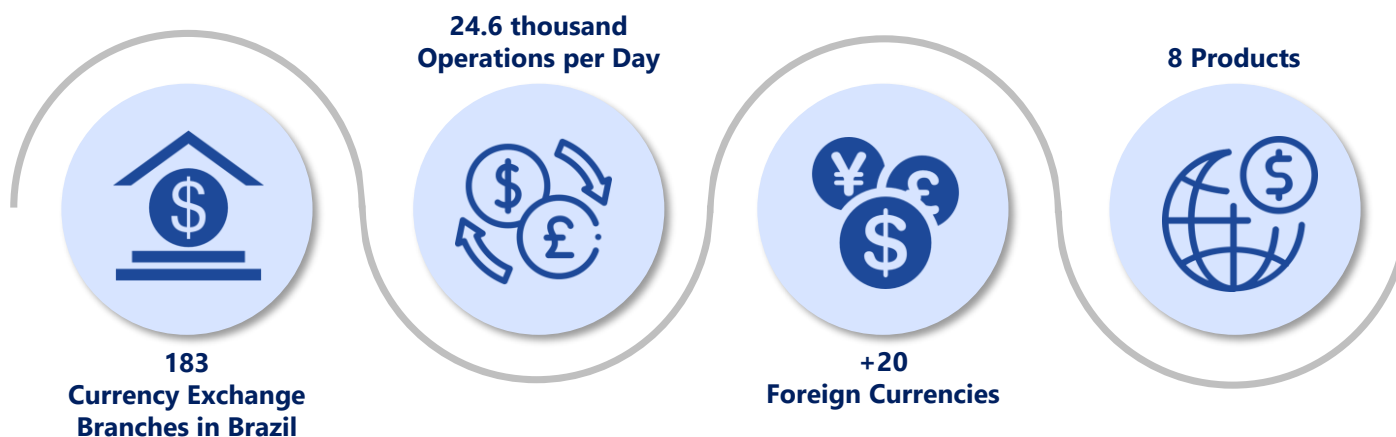 183
Currency Exchange
Branches in Brazil
24.6 thousand
Operations per Day
+20
Foreign Currencies
8 Products